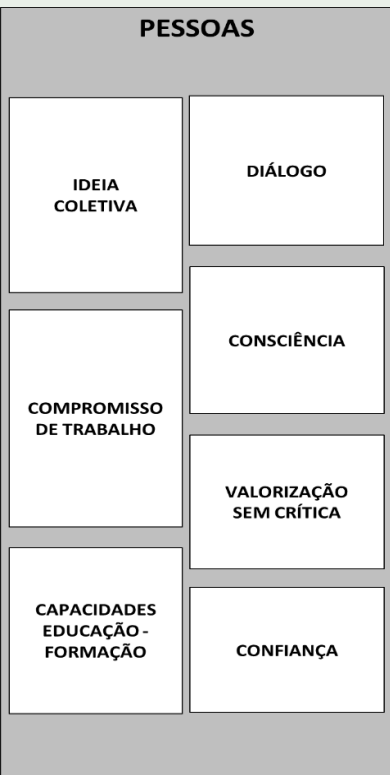 PESSOAS
IDEIA
COLETIVA
COMPROMISSO
DE TRABALHO
CAPACIDADES
EDUCAÇÃO -
FORMAÇÃO
DIÁLOGO
CONSCIÊNCIA
VALORIZAÇÃO
SEM CRÍTICA
CONFIANÇA